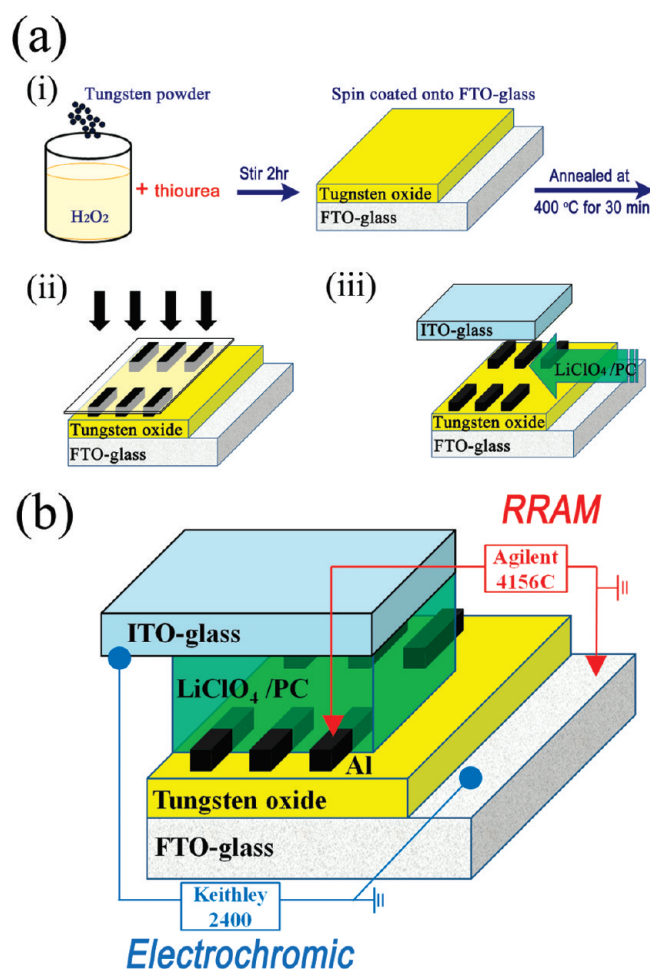 (a)
(i)
Tungsten powder
H₂O₂
+ thiourea
Stir 2hr
Spin coated onto FTO-glass
Tugnsten oxide
FTO-glass
Annealed at
400 °C for 30 min
(ii)
Tungsten oxide
FTO-glass
(iii)
ITO-glass
LiClO₄ /PC
Tungsten oxide
FTO-glass
(b)
RRAM
Agilent
4156C
ITO-glass
LiClO₄ /PC
Al
Tungsten oxide
FTO-glass
Keithley
2400
Electrochromic